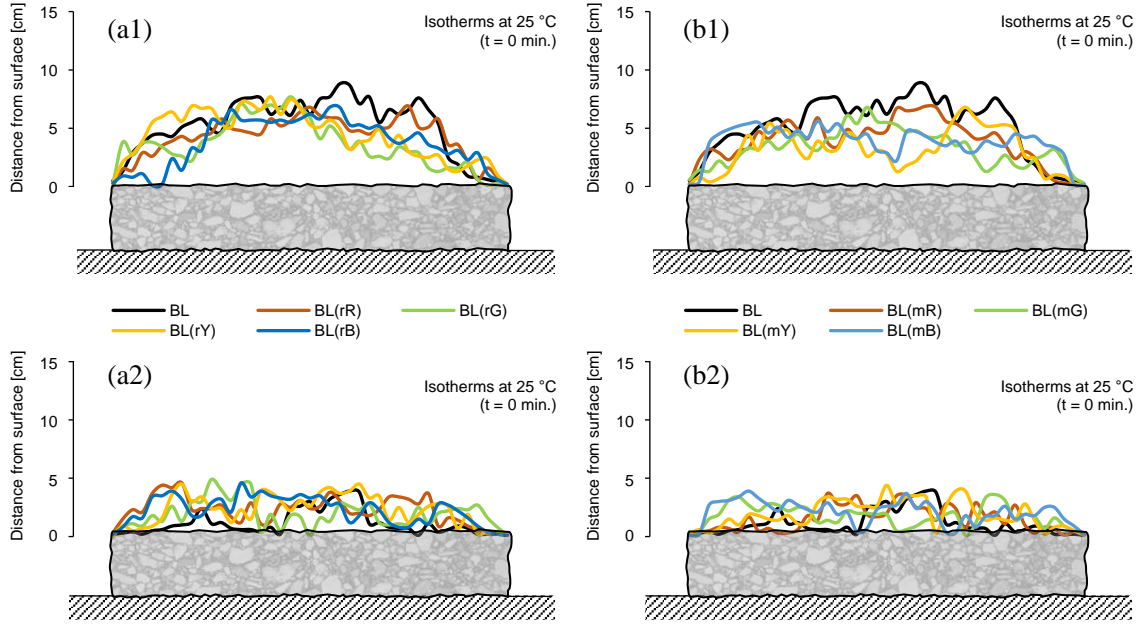 Distance from surface [cm]
15
10
5
0
(a1)
Isotherms at 25 °C
(t = 0 min.)
Distance from surface [cm]
15
10
5
0
(b1)
Isotherms at 25 °C
(t = 0 min.)
BL BL(rR) BL(rG)
BL(rY) BL(rB)
BL BL(mR) BL(mG)
BL(mY) BL(mB)
Distance from surface [cm]
15
10
5
0
(a2)
Isotherms at 25 °C
(t = 0 min.)
Distance from surface [cm]
15
10
5
0
(b2)
Isotherms at 25 °C
(t = 0 min.)